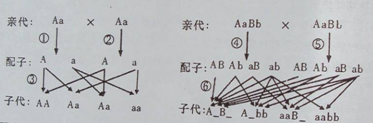 亲代: Aa × Aa 亲代: AaBb × AaBb
① ② ④ ⑤
配子: A a A a 配子: AB Ab aB ab AB Ab aB ab
③ ⑥
子代: AA Aa Aa aa 子代: A_B_ A_bb aaB_ aabb